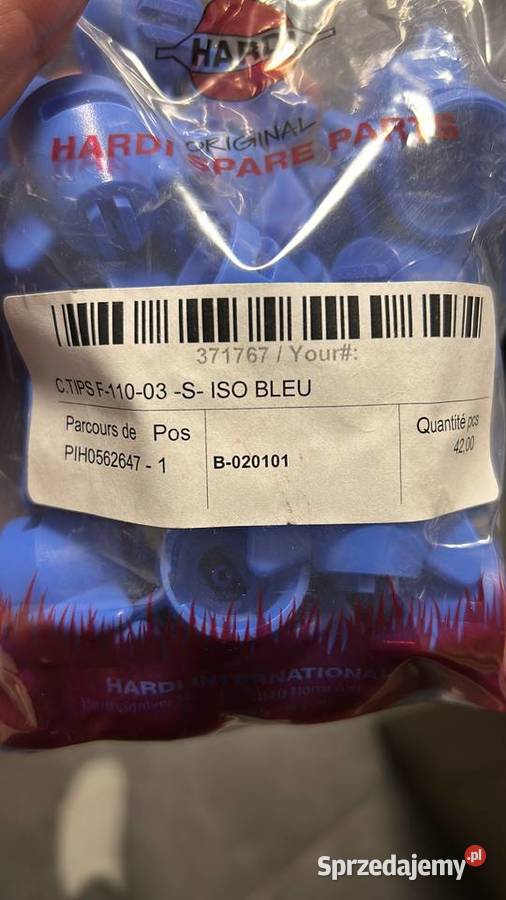 HARDI
HARDI ORIGINAL SPARE PARTS
371767 / Your#:
C.TIPS F-110-03 -S- ISO BLEU
Parcours de Pos
PIH0562647 - 1
B-020101
Quantité pcs
42,00
HARDI INTERNATIONAL
Sprzedajemy.pl